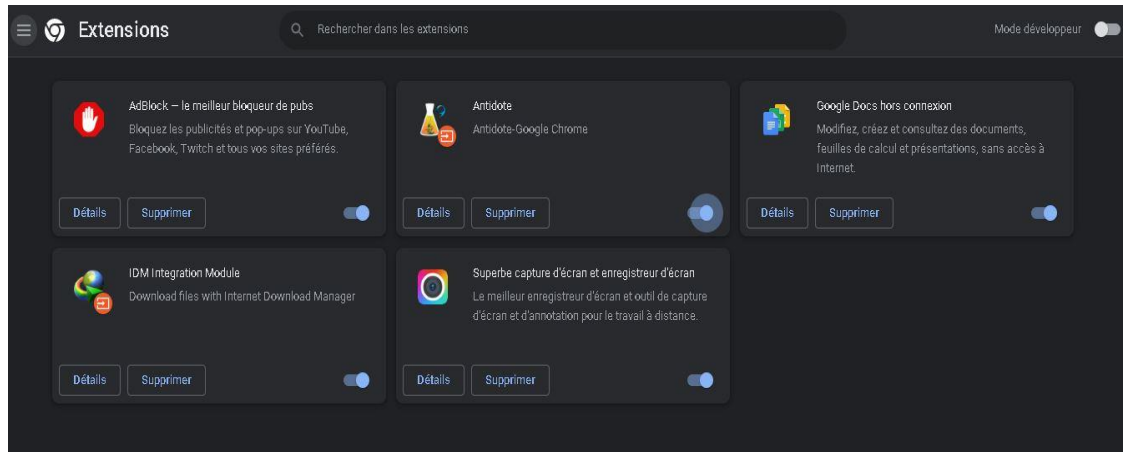 Extensions
Rechercher dans les extensions
Mode développeur
AdBlock – le meilleur bloqueur de pubs
Bloquez les publicités et pop-ups sur YouTube,
Facebook, Twitch et tous vos sites préférés.
Détails
Supprimer
Antidote
Antidote-Google Chrome
Détails
Supprimer
Google Docs hors connexion
Modifiez, créez et consultez des documents,
feuilles de calcul et présentations, sans accès à
Internet.
Détails
Supprimer
IDM Integration Module
Download files with Internet Download Manager
Détails
Supprimer
Superbe capture d'écran et enregistreur d'écran
Le meilleur enregistreur d'écran et outil de capture
d'écran et d'annotation pour le travail à distance.
Détails
Supprimer